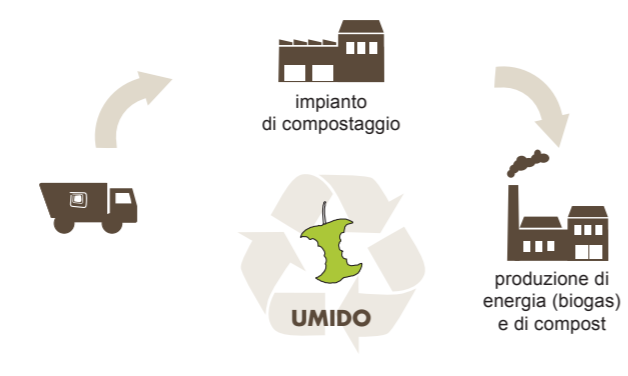 impianto
di compostaggio
produzione di
energia (biogas)
e di compost
UMIDO